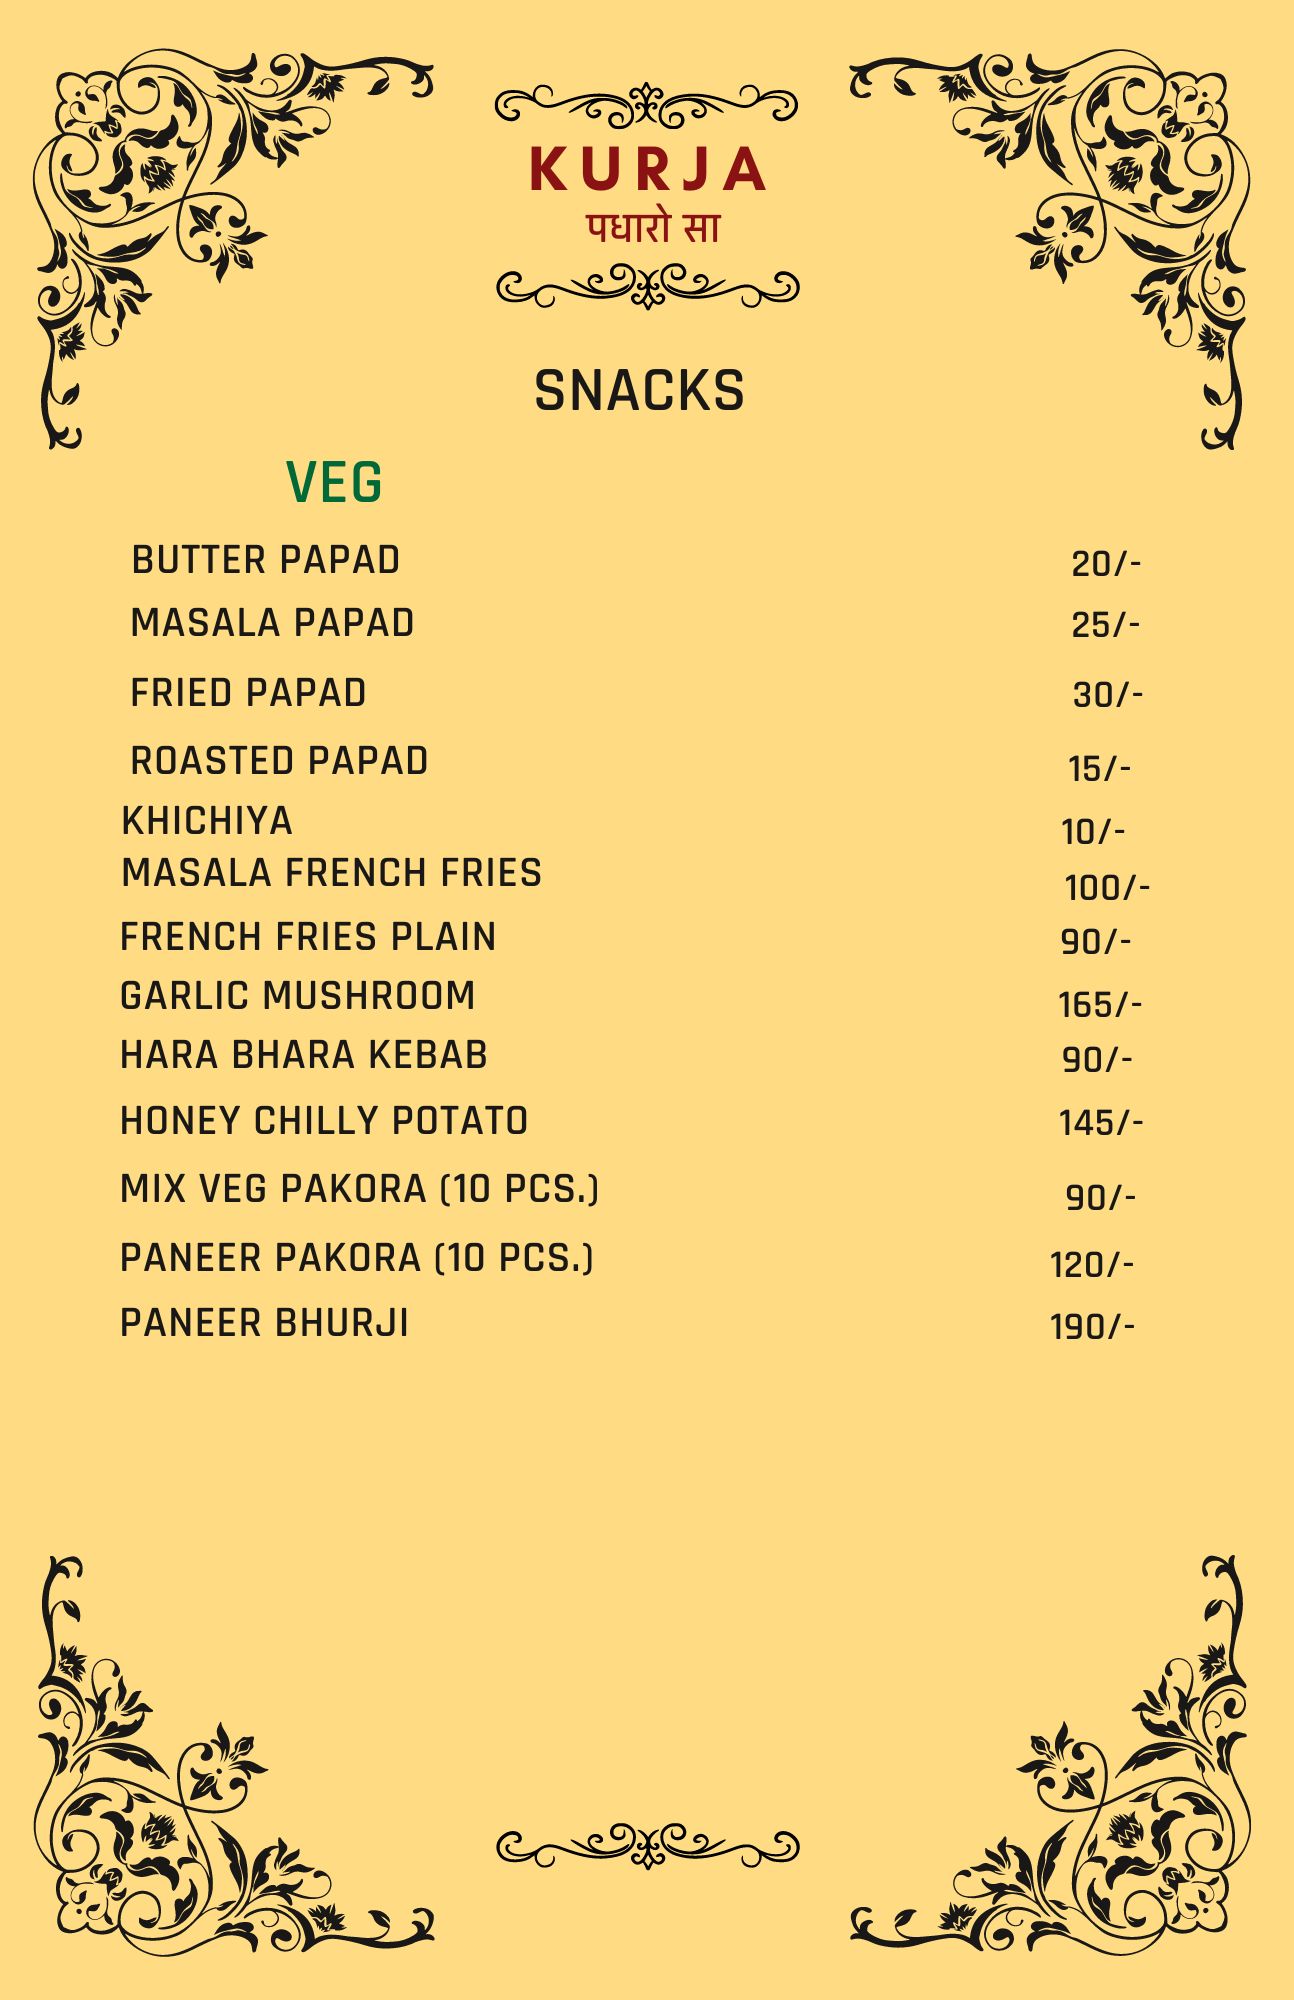 KURJA
पधारो सा
SNACKS
VEG
BUTTER PAPAD 20/-
MASALA PAPAD 25/-
FRIED PAPAD 30/-
ROASTED PAPAD 15/-
KHICHIYA 10/-
MASALA FRENCH FRIES 100/-
FRENCH FRIES PLAIN 90/-
GARLIC MUSHROOM 165/-
HARA BHARA KEBAB 90/-
HONEY CHILLY POTATO 145/-
MIX VEG PAKORA (10 PCS.) 90/-
PANEER PAKORA (10 PCS.) 120/-
PANEER BHURJI 190/-